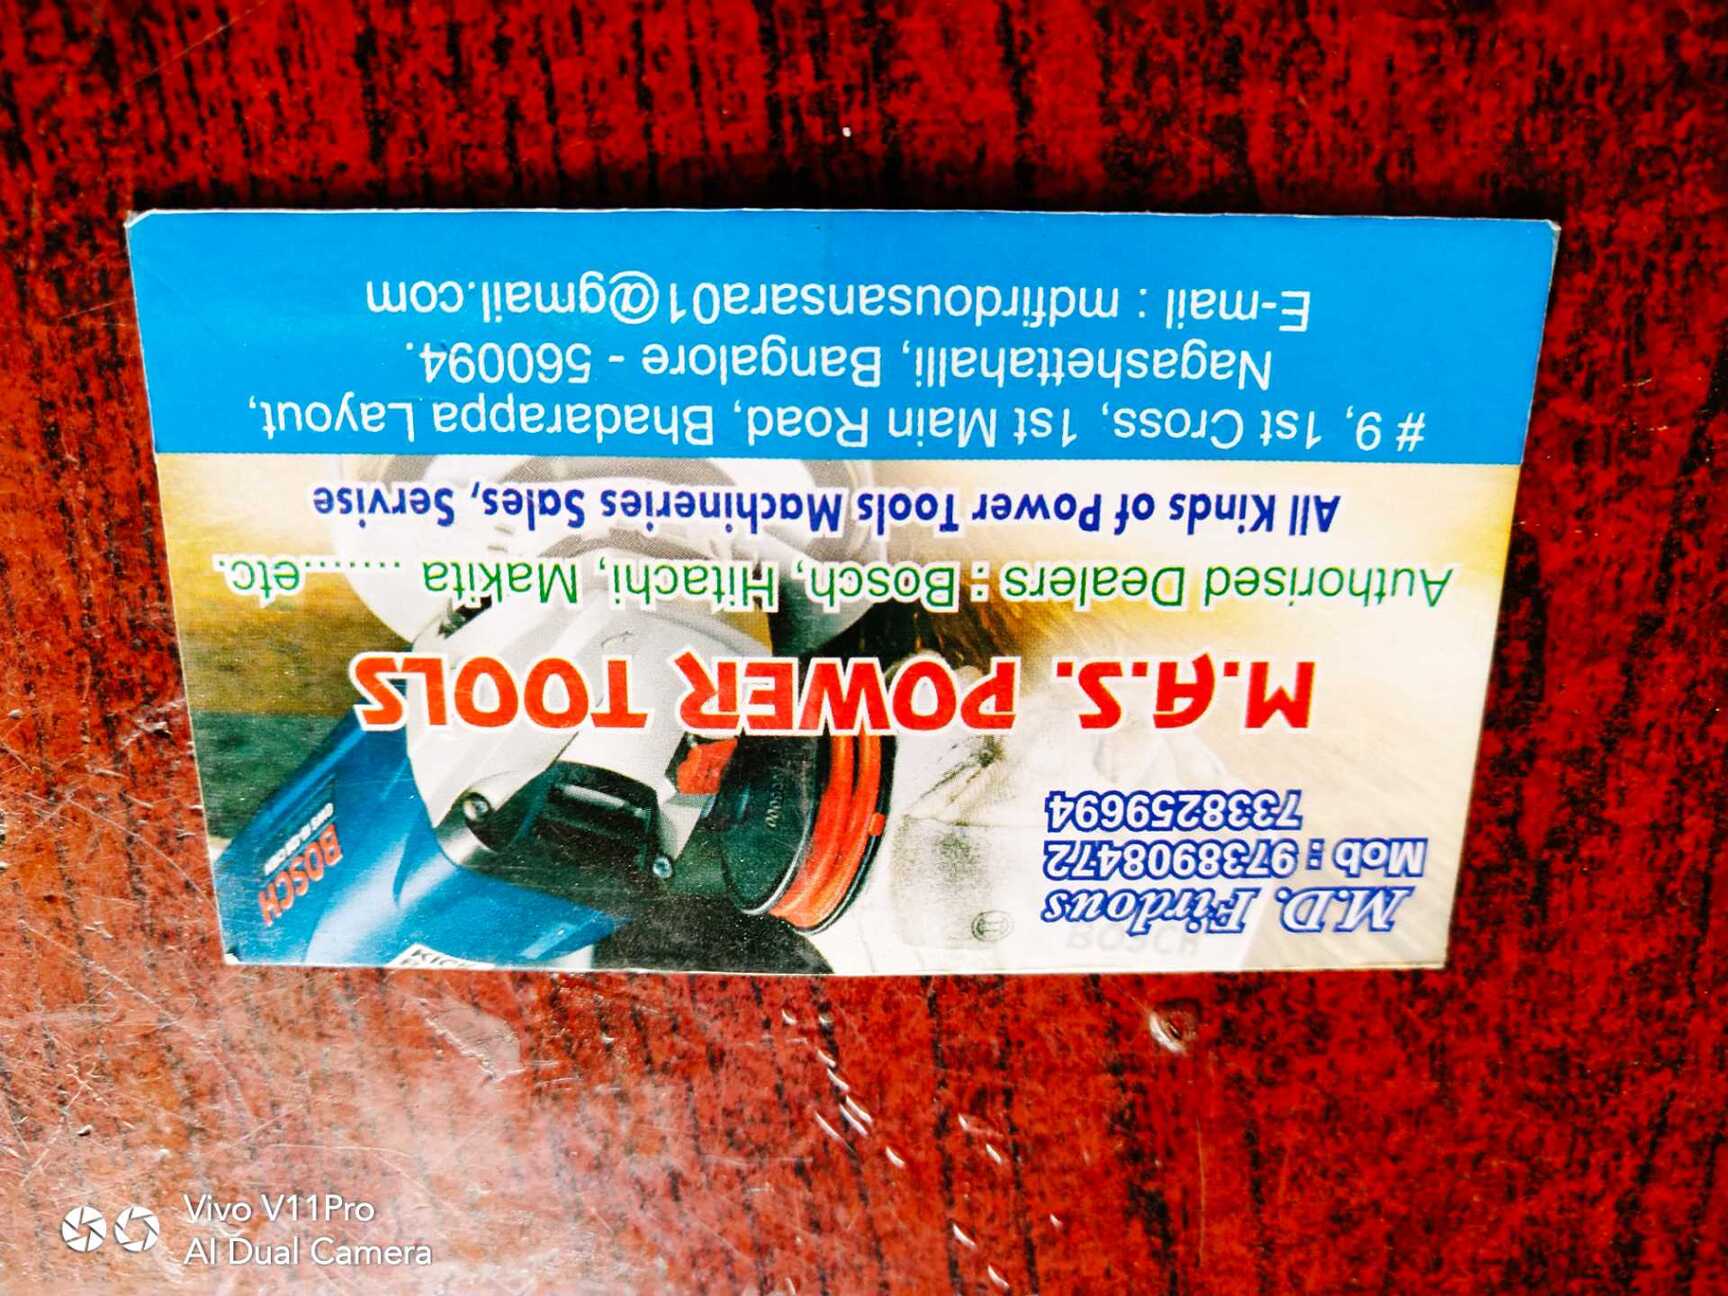 M.D. Firdous
Mob : 9738908472
7338259694
BOSCH
M.A.S. POWER TOOLS
Authorised Dealers : Bosch, Hitachi, Makita .......etc.
All Kinds of Power Tools Machineries Sales, Servise
# 9, 1st Cross, 1st Main Road, Bhadarappa Layout,
Nagashettahalli, Bangalore - 560094.
E-mail : mdfirdousansara01@gmail.com
Vivo V11Pro
AI Dual Camera